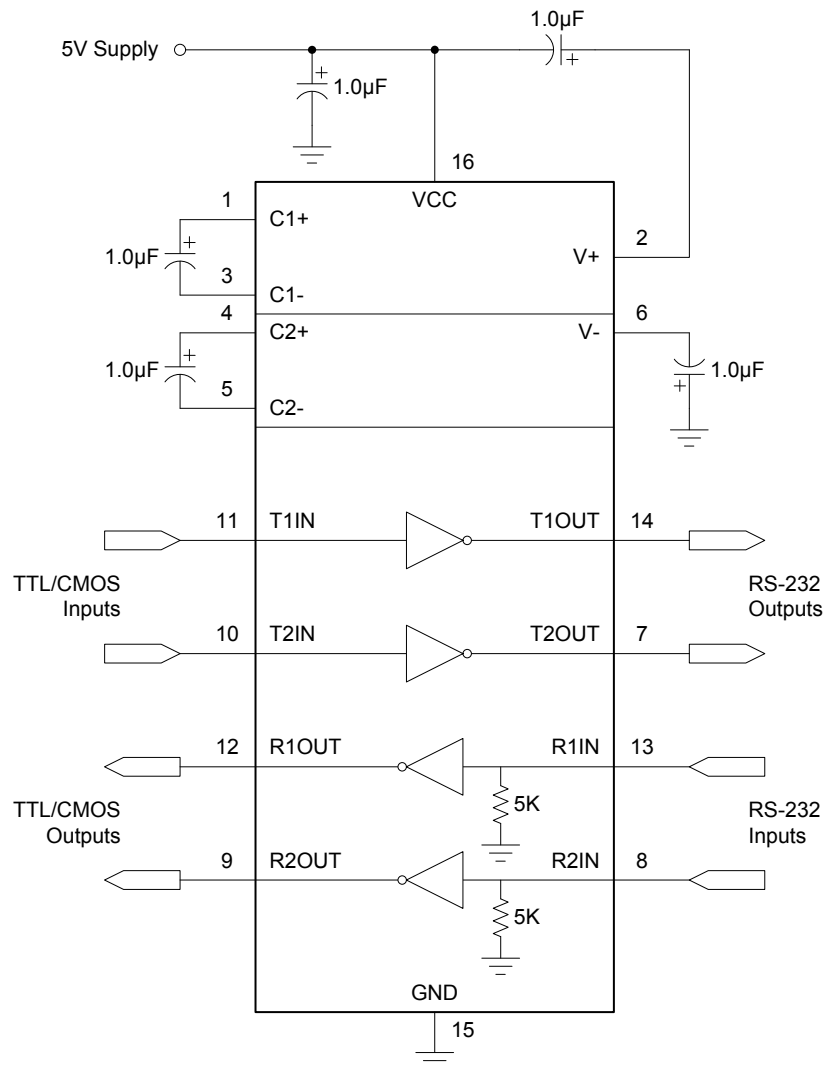 1.0µF
5V Supply
+
+
1.0µF
16
VCC
1
C1+
2
V+
+
1.0µF
3
C1-
4
C2+
6
V-
+
1.0µF
1.0µF
+
5
C2-
11
T1IN
T1OUT
14
TTL/CMOS
Inputs
RS-232
Outputs
10
T2IN
T2OUT
7
12
R1OUT
R1IN
13
5K
TTL/CMOS
Outputs
RS-232
Inputs
9
R2OUT
R2IN
8
5K
GND
15